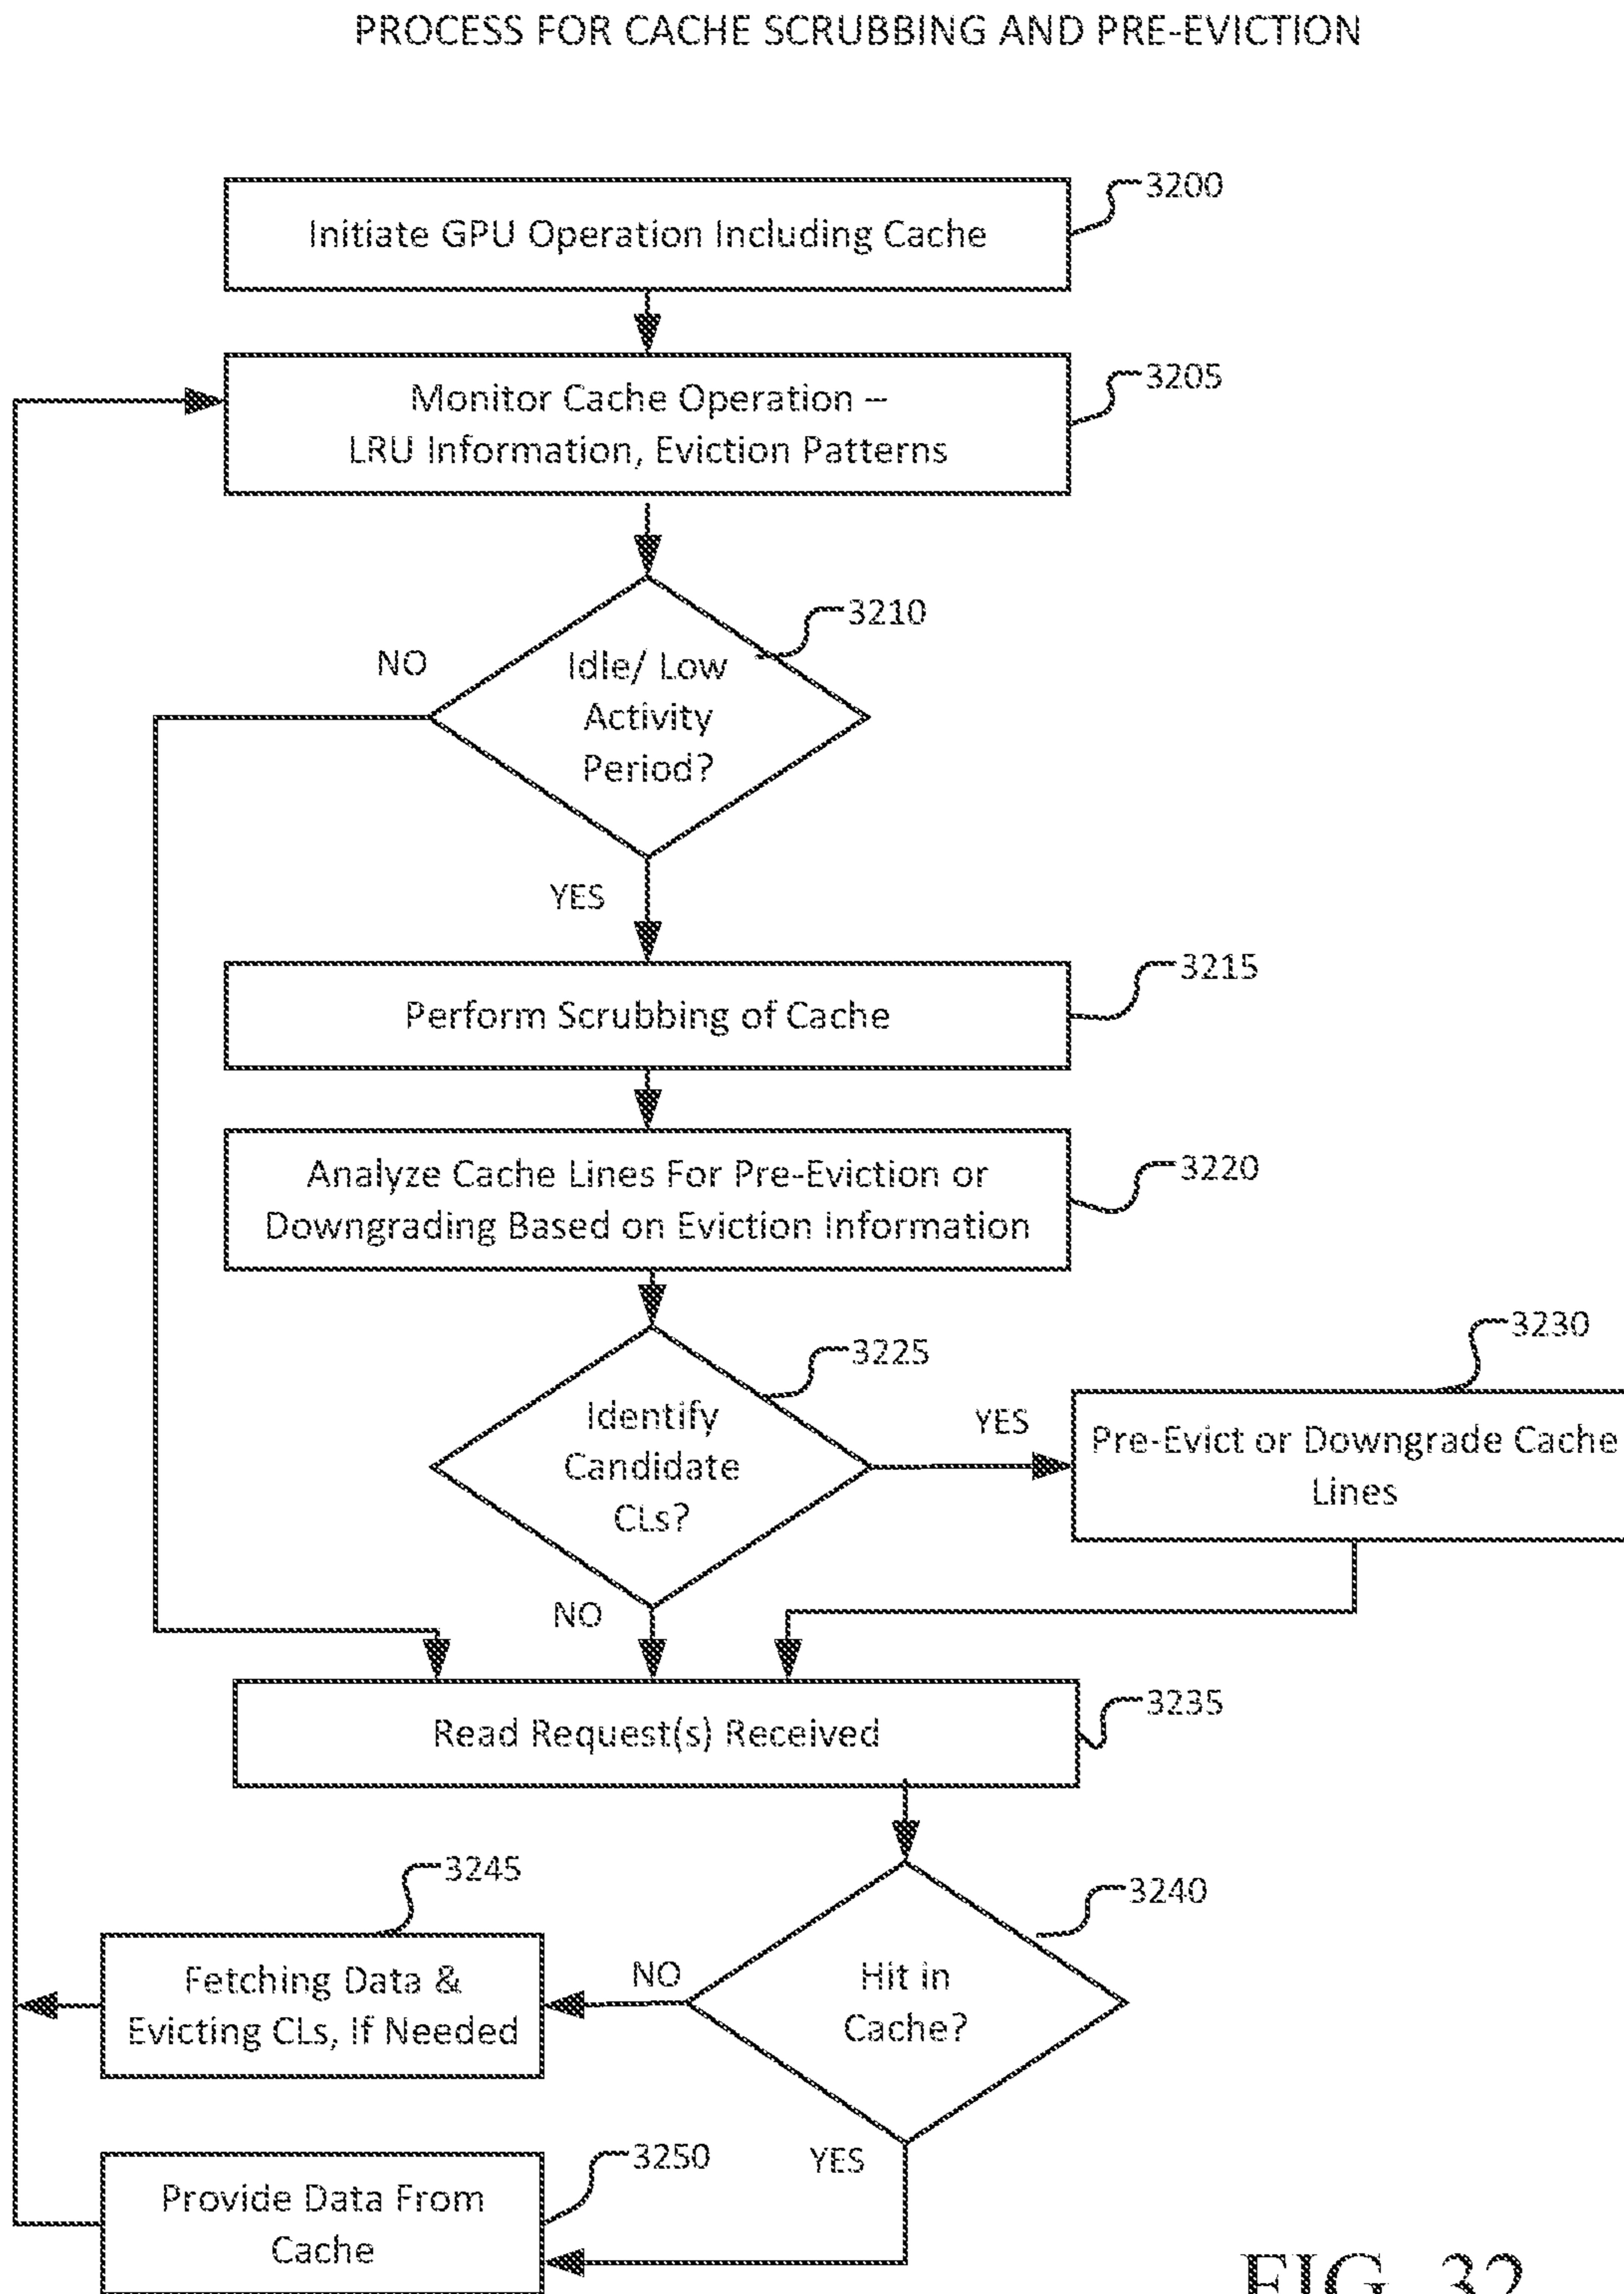 PROCESS FOR CACHE SCRUBBING AND PRE-EVICTION
3200
Initiate GPU Operation Including Cache
3205
Monitor Cache Operation –
LRU Information, Eviction Patterns
3210
NO
Idle/ Low
Activity
Period?
YES
3215
Perform Scrubbing of Cache
3220
Analyze Cache Lines For Pre-Eviction or
Downgrading Based on Eviction Information
3225
3230
Identify
Candidate
CLs?
YES
Pre-Evict or Downgrade Cache
Lines
NO
3235
Read Request(s) Received
3245
3240
Fetching Data &
Evicting CLs, If Needed
NO
Hit in
Cache?
3250
YES
Provide Data From
Cache
FIG. 32